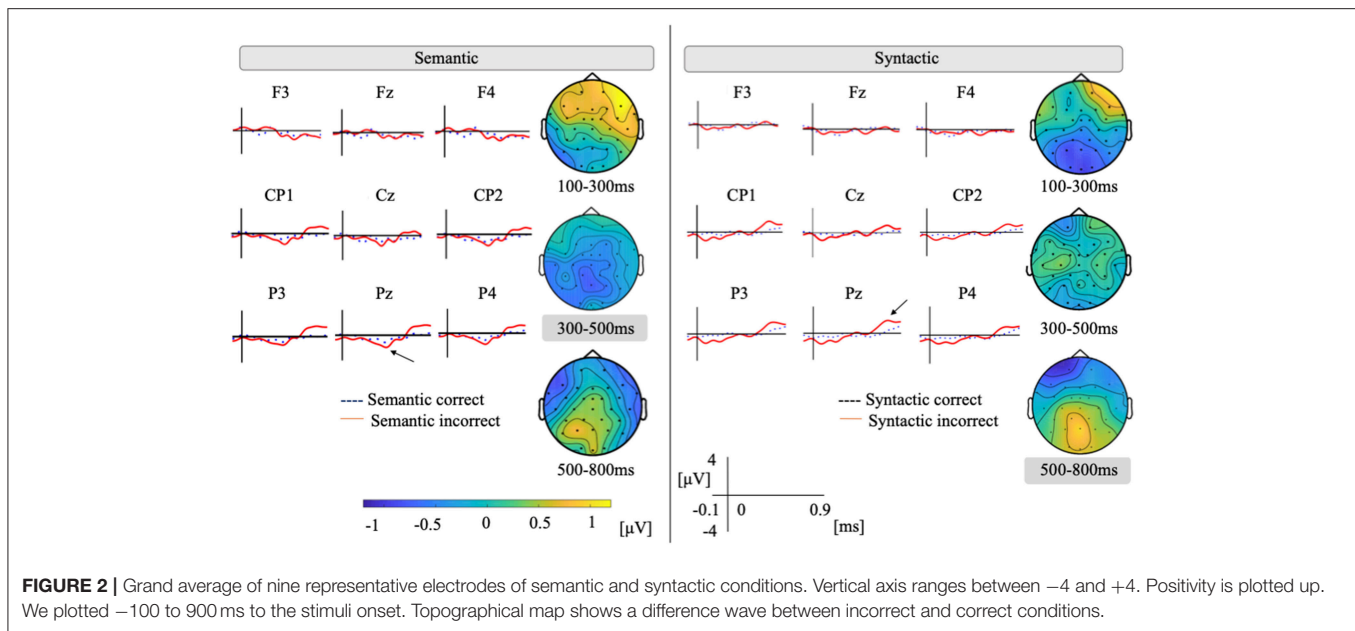 Semantic
F3 Fz F4
100-300ms
CP1 Cz CP2
P3 Pz P4
300-500ms
---- Semantic correct
— Semantic incorrect
500-800ms
-1 -0.5 0 0.5 1 [μV]
Syntactic
F3 Fz F4
100-300ms
CP1 Cz CP2
P3 Pz P4
300-500ms
---- Syntactic correct
— Syntactic incorrect
500-800ms
4
[μV]
-0.1 0 0.9
-4 [ms]
FIGURE 2 | Grand average of nine representative electrodes of semantic and syntactic conditions. Vertical axis ranges between −4 and +4. Positivity is plotted up.
We plotted −100 to 900 ms to the stimuli onset. Topographical map shows a difference wave between incorrect and correct conditions.